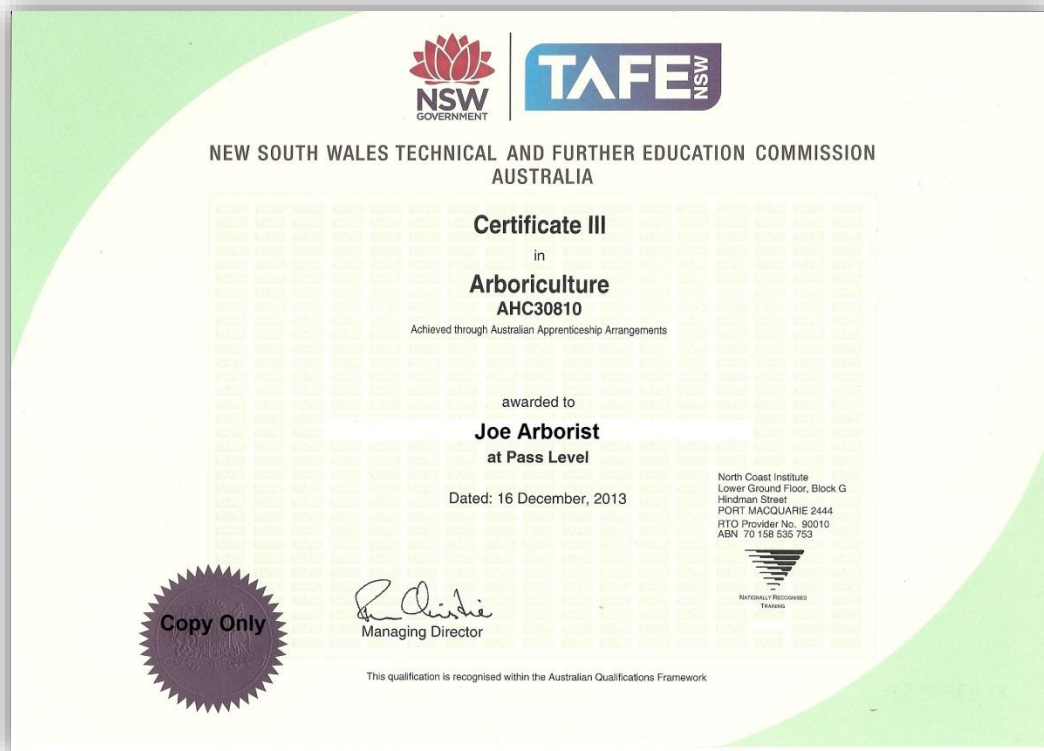 NSW
GOVERNMENT
TAFE NSW
NEW SOUTH WALES TECHNICAL AND FURTHER EDUCATION COMMISSION
AUSTRALIA
Certificate III
in
Arboriculture
AHC30810
Achieved through Australian Apprenticeship Arrangements
awarded to
Joe Arborist
at Pass Level
Dated: 16 December, 2013
North Coast Institute
Lower Ground Floor, Block G
Hindman Street
PORT MACQUARIE 2444
RTO Provider No. 90010
ABN 70 158 535 753
NATIONALLY RECOGNISED
TRAINING
Copy Only
Managing Director
This qualification is recognised within the Australian Qualifications Framework